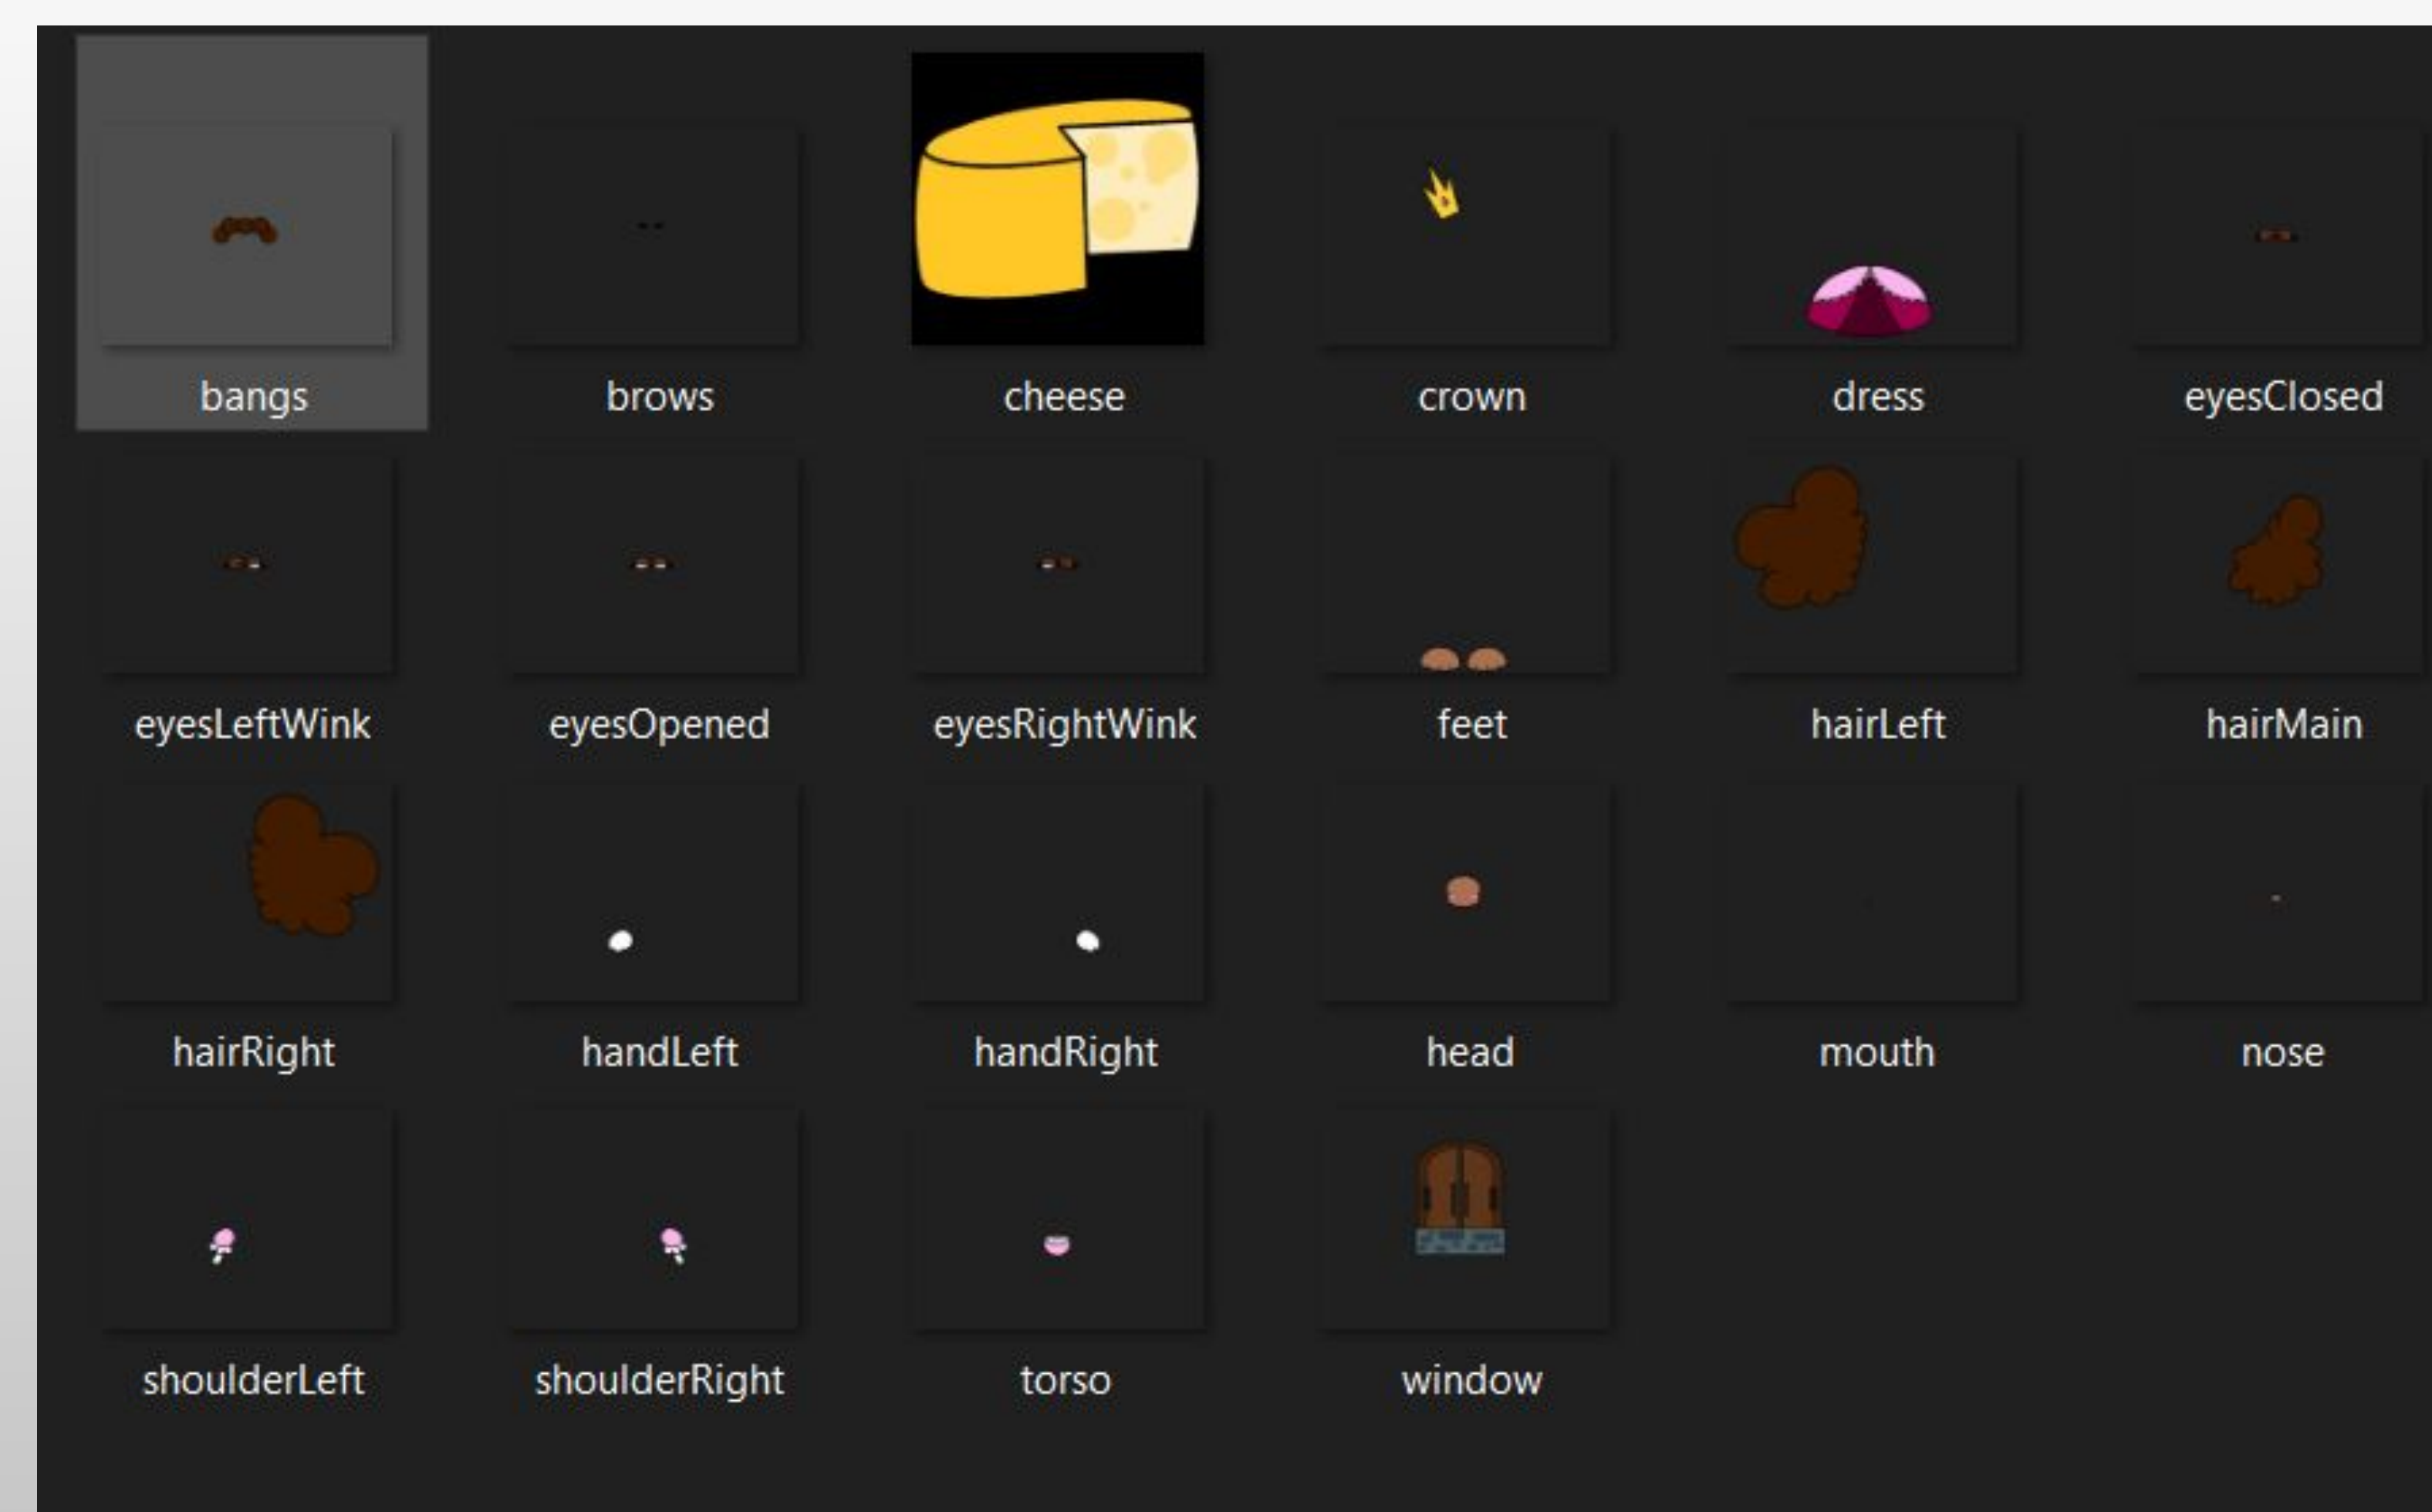 bangs brows cheese crown dress eyesClosed
eyesLeftWink eyesOpened eyesRightWink feet hairLeft hairMain
hairRight handLeft handRight head mouth nose
shoulderLeft shoulderRight torso window